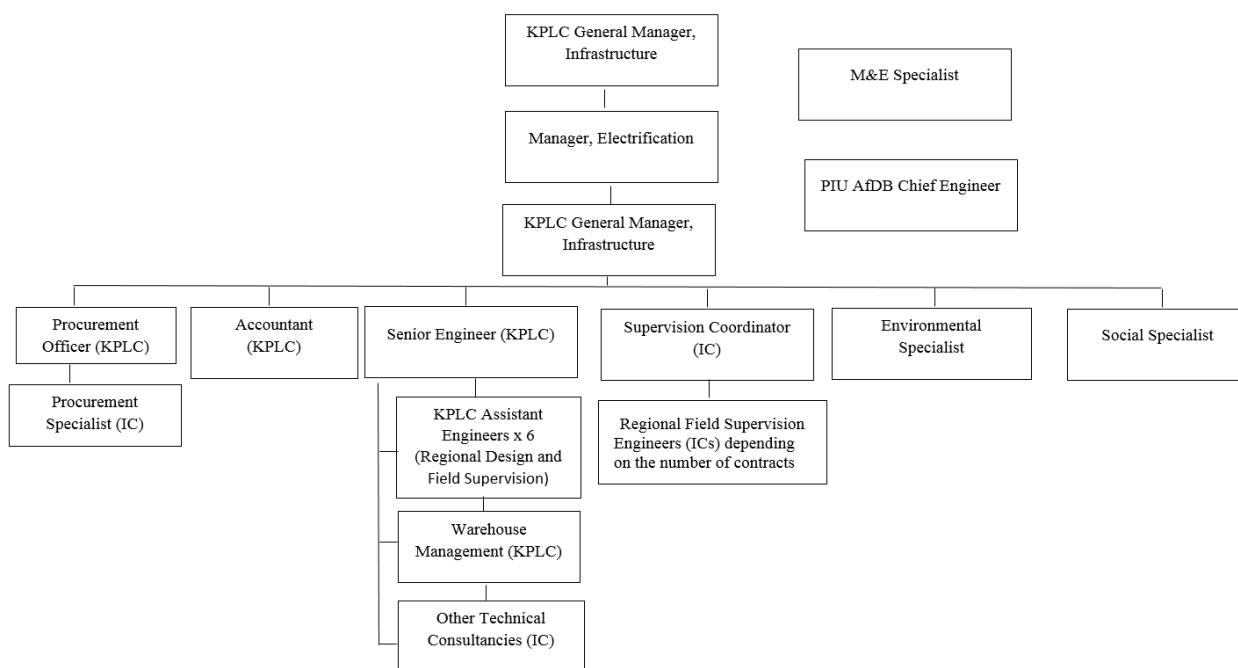 KPLC General Manager,
Infrastructure
M&E Specialist
Manager, Electrification
PIU AfDB Chief Engineer
KPLC General Manager,
Infrastructure
Procurement
Officer (KPLC)
Accountant
(KPLC)
Senior Engineer (KPLC)
Supervision Coordinator
(IC)
Environmental
Specialist
Social Specialist
Procurement
Specialist (IC)
KPLC Assistant
Engineers x 6
(Regional Design and
Field Supervision)
Regional Field Supervision
Engineers (ICs) depending
on the number of contracts
Warehouse
Management (KPLC)
Other Technical
Consultancies (IC)